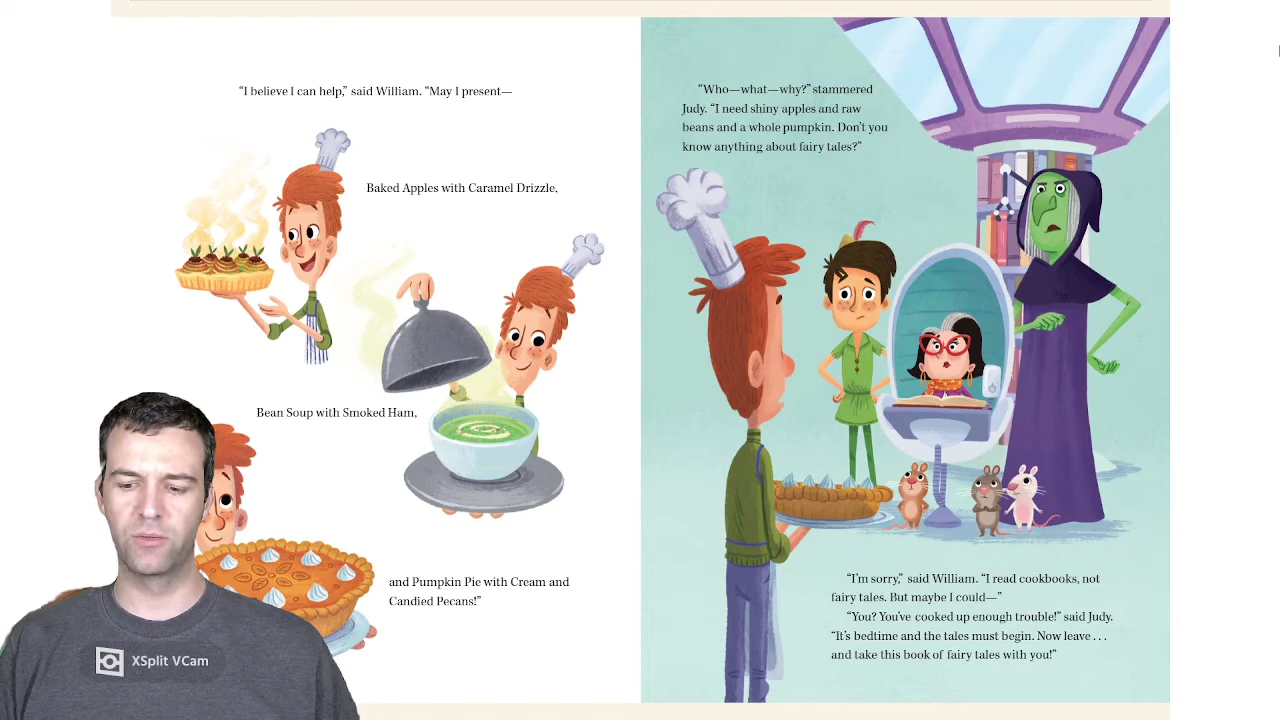 “I believe I can help,” said William. “May I present—
Baked Apples with Caramel Drizzle,
Bean Soup with Smoked Ham,
and Pumpkin Pie with Cream and
Candied Pecans!”
“Who—what—why?” stammered
Judy. “I need shiny apples and raw
beans and a whole pumpkin. Don’t you
know anything about fairy tales?”
“I’m sorry,” said William. “I read cookbooks, not
fairy tales. But maybe I could—”
“You? You’ve cooked up enough trouble!” said Judy.
“It’s bedtime and the tales must begin. Now leave . . .
and take this book of fairy tales with you!”
XSplit VCam